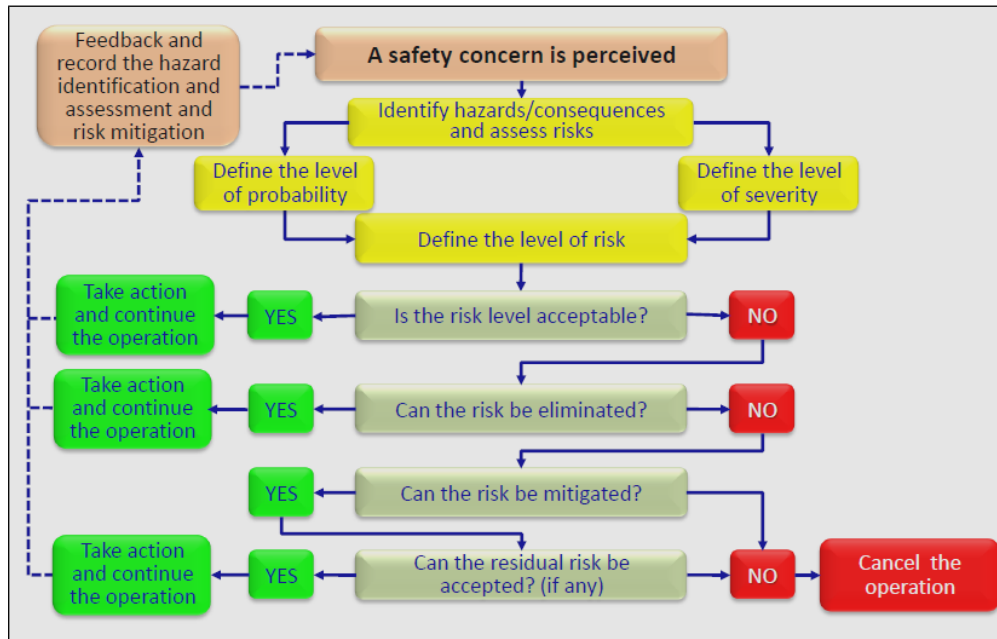 Feedback and
record the hazard
identification and
assessment and
risk mitigation
A safety concern is perceived
Identify hazards/consequences
and assess risks
Define the level
of probability
Define the level
of severity
Define the level of risk
Take action
and continue
the operation
YES
Is the risk level acceptable?
NO
Take action
and continue
the operation
YES
Can the risk be eliminated?
NO
YES
Can the risk be mitigated?
Take action
and continue
the operation
YES
Can the residual risk be
accepted? (if any)
NO
Cancel the
operation